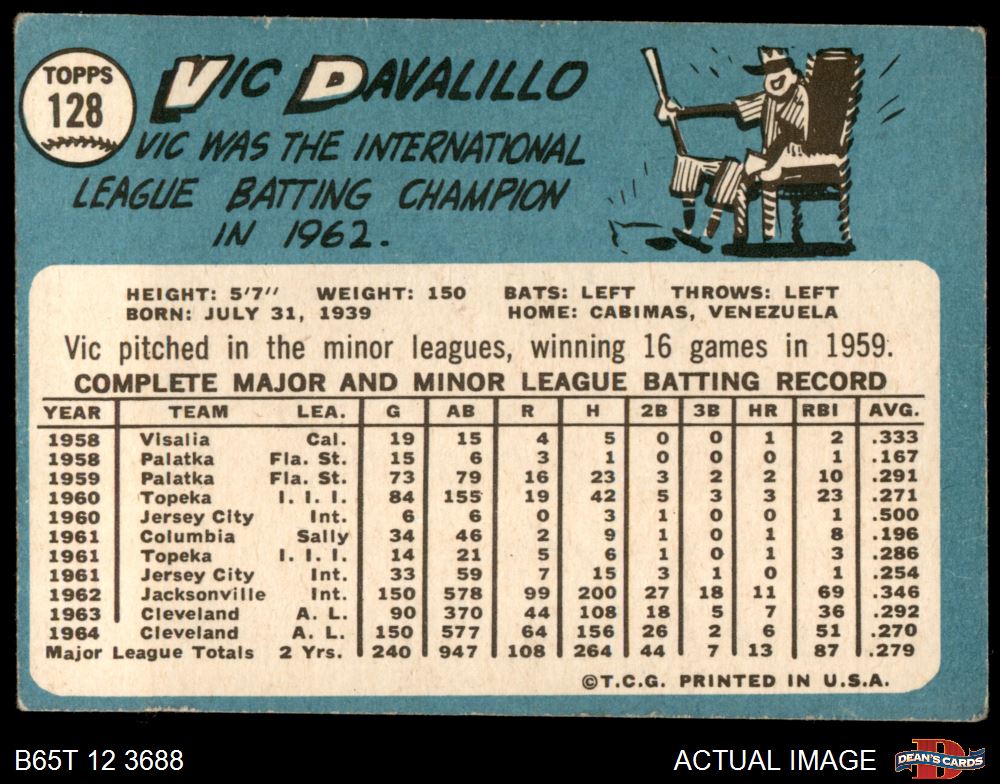 TOPPS
128
VIC DAVALILLO
VIC WAS THE INTERNATIONAL
LEAGUE BATTING CHAMPION
IN 1962.
HEIGHT: 5'7" WEIGHT: 150 BATS: LEFT THROWS: LEFT
BORN: JULY 31, 1939 HOME: CABIMAS, VENEZUELA
Vic pitched in the minor leagues, winning 16 games in 1959.
COMPLETE MAJOR AND MINOR LEAGUE BATTING RECORD
YEAR TEAM LEA. G AB R H 2B 3B HR RBI AVG.
1958 Visalia Cal. 19 15 4 5 0 0 1 2 .333
1958 Palatka Fla. St. 15 6 3 1 0 0 0 1 .167
1959 Palatka Fla. St. 73 79 16 23 3 2 2 10 .291
1960 Topeka I. I. I. 84 155 19 42 5 3 3 23 .271
1960 Jersey City Int. 6 6 0 3 1 0 0 1 .500
1961 Columbia Sally 34 46 2 9 1 0 1 8 .196
1961 Topeka I. I. I. 14 21 5 6 1 0 1 3 .286
1961 Jersey City Int. 33 59 7 15 3 1 0 1 .254
1962 Jacksonville Int. 150 578 99 200 27 18 11 69 .346
1963 Cleveland A. L. 90 370 44 108 18 5 7 36 .292
1964 Cleveland A. L. 150 577 64 156 26 2 6 51 .270
Major League Totals 2 Yrs. 240 947 108 264 44 7 13 87 .279
©T.C.G. PRINTED IN U.S.A.
B65T 12 3688 ACTUAL IMAGE DEAN'S CARDS